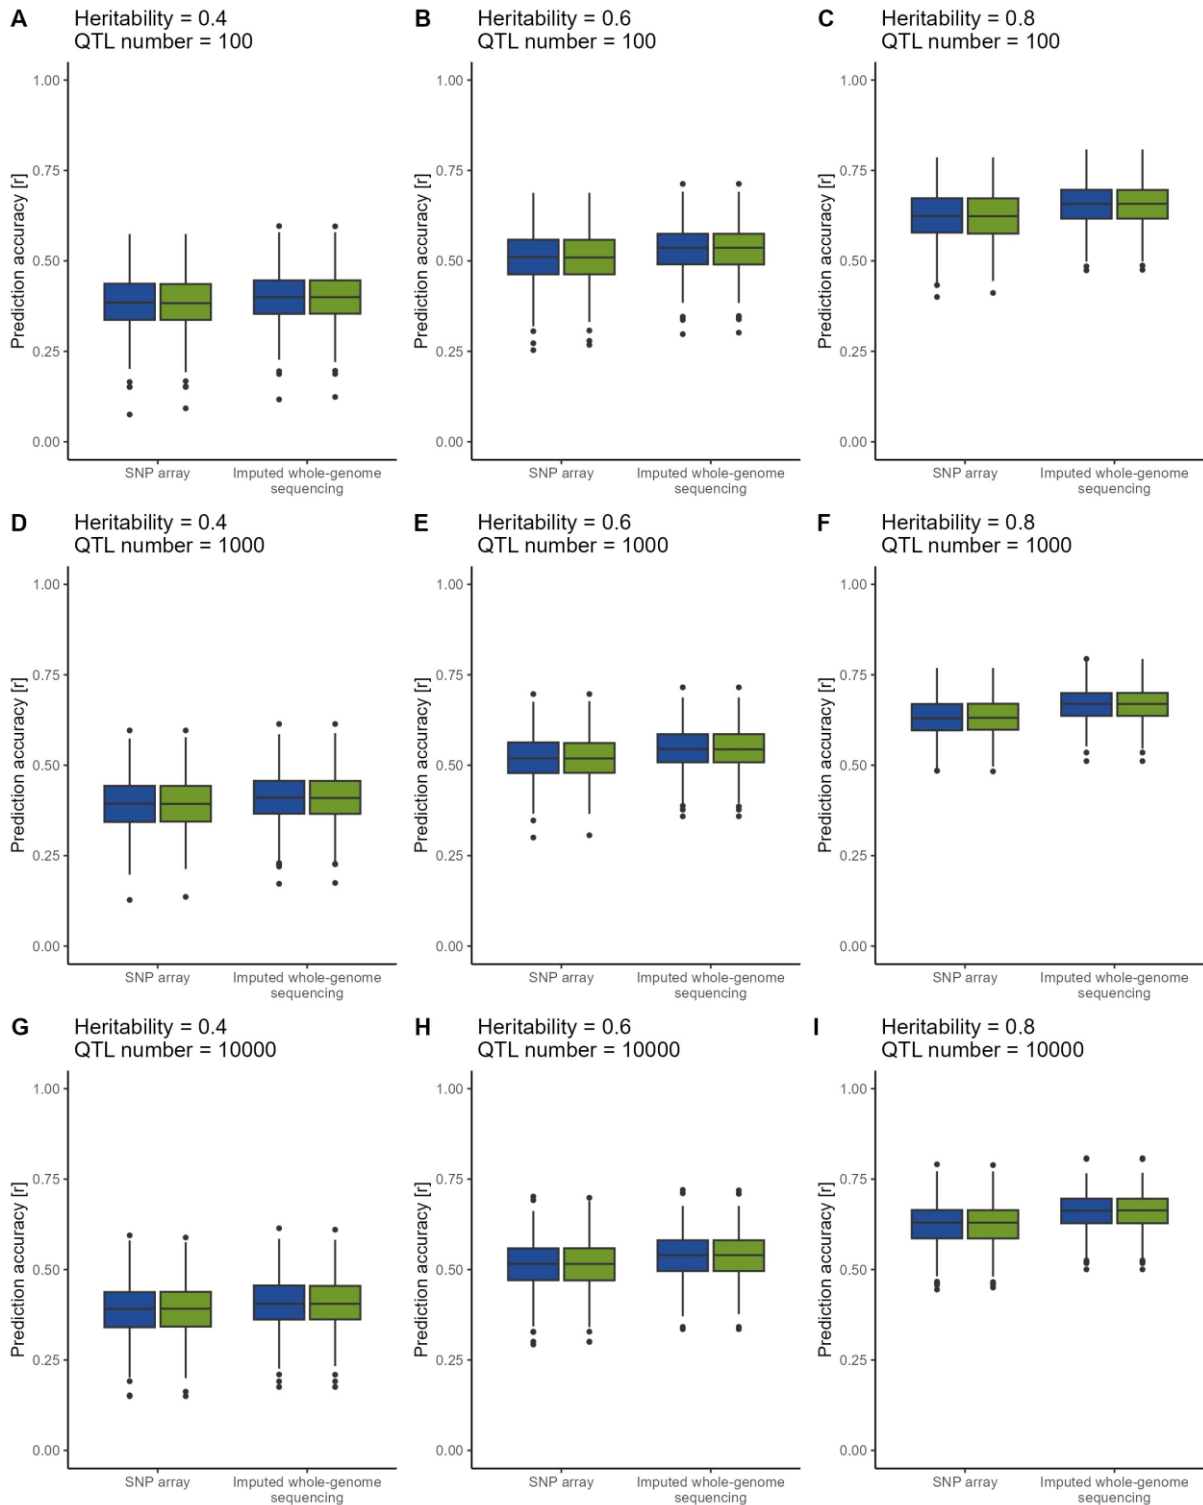 A
Heritability = 0.4
QTL number = 100
Prediction accuracy [r]
1.00
0.75
0.50
0.25
0.00
SNP array
Imputed whole-genome
sequencing
B
Heritability = 0.6
QTL number = 100
Prediction accuracy [r]
1.00
0.75
0.50
0.25
0.00
SNP array
Imputed whole-genome
sequencing
C
Heritability = 0.8
QTL number = 100
Prediction accuracy [r]
1.00
0.75
0.50
0.25
0.00
SNP array
Imputed whole-genome
sequencing
D
Heritability = 0.4
QTL number = 1000
Prediction accuracy [r]
1.00
0.75
0.50
0.25
0.00
SNP array
Imputed whole-genome
sequencing
E
Heritability = 0.6
QTL number = 1000
Prediction accuracy [r]
1.00
0.75
0.50
0.25
0.00
SNP array
Imputed whole-genome
sequencing
F
Heritability = 0.8
QTL number = 1000
Prediction accuracy [r]
1.00
0.75
0.50
0.25
0.00
SNP array
Imputed whole-genome
sequencing
G
Heritability = 0.4
QTL number = 10000
Prediction accuracy [r]
1.00
0.75
0.50
0.25
0.00
SNP array
Imputed whole-genome
sequencing
H
Heritability = 0.6
QTL number = 10000
Prediction accuracy [r]
1.00
0.75
0.50
0.25
0.00
SNP array
Imputed whole-genome
sequencing
I
Heritability = 0.8
QTL number = 10000
Prediction accuracy [r]
1.00
0.75
0.50
0.25
0.00
SNP array
Imputed whole-genome
sequencing